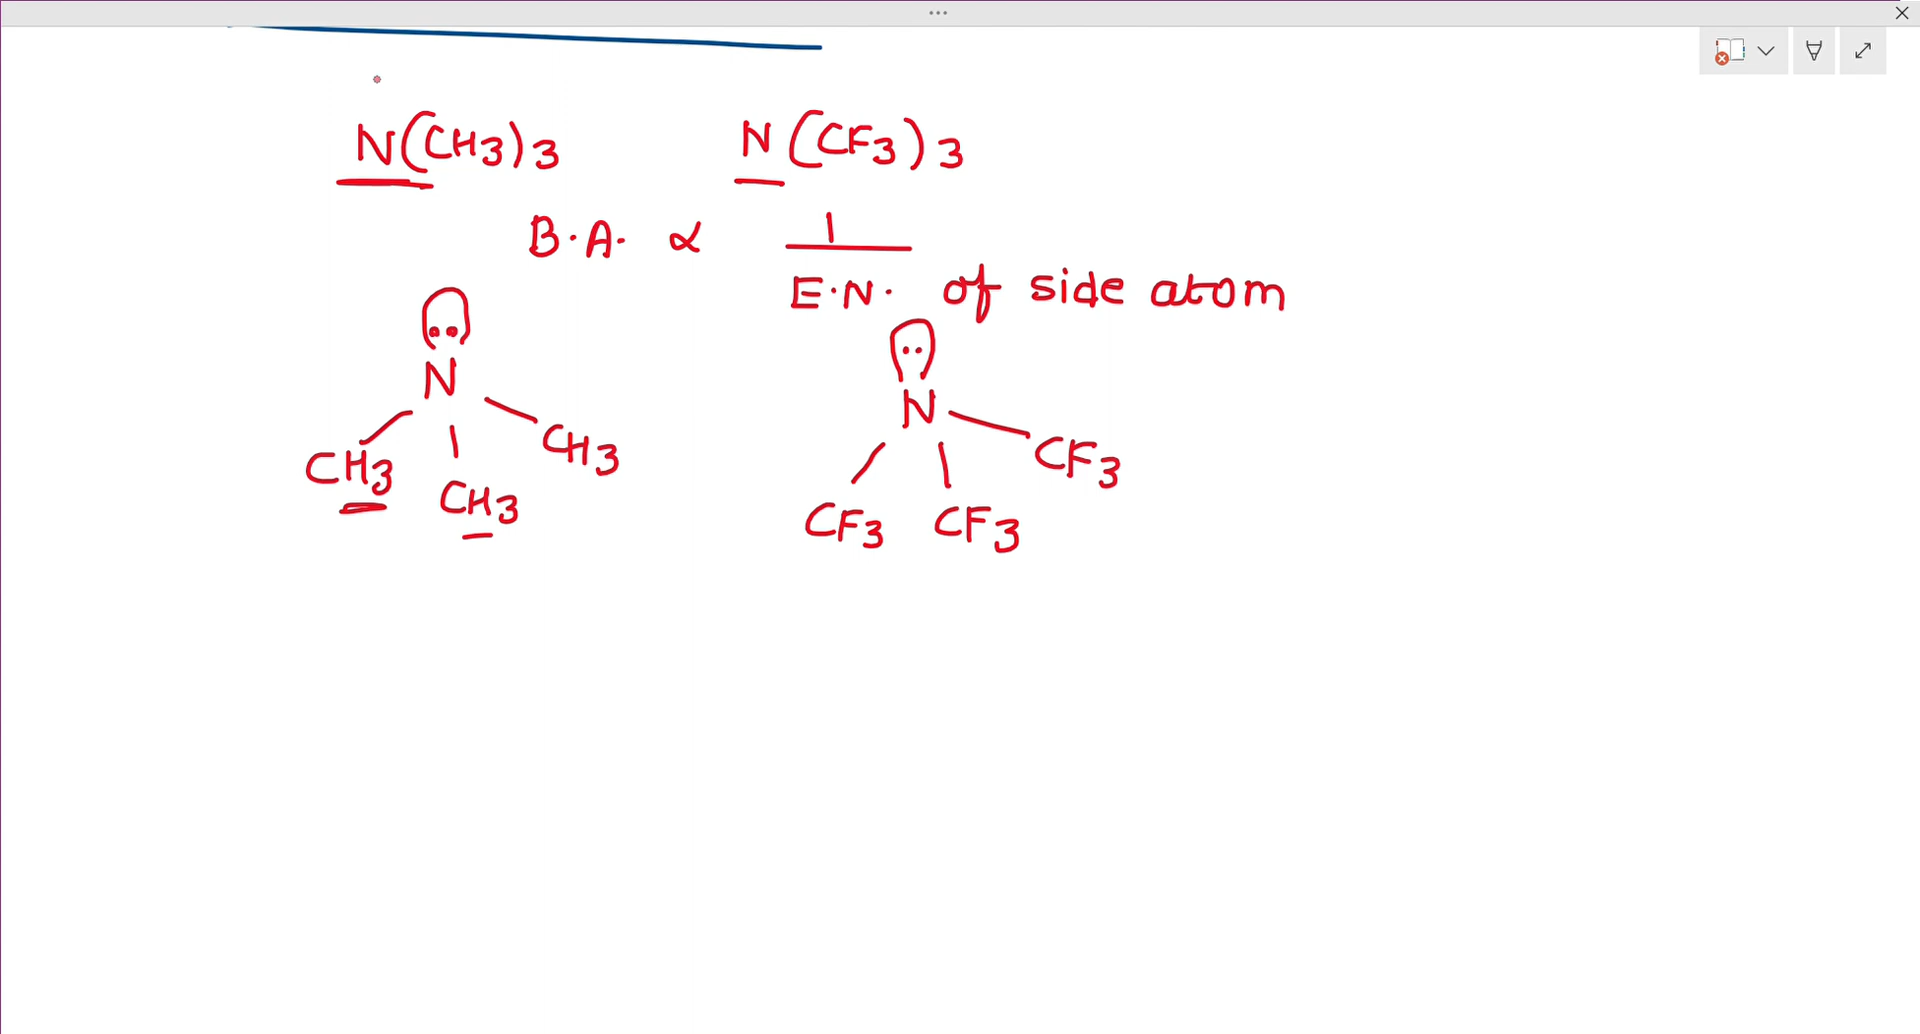 N(CH3)3 N(CF3)3
B.A. ∝ 1
E.N. of side atom
N N
CH3 CH3 CH3
CF3 CF3 CF3